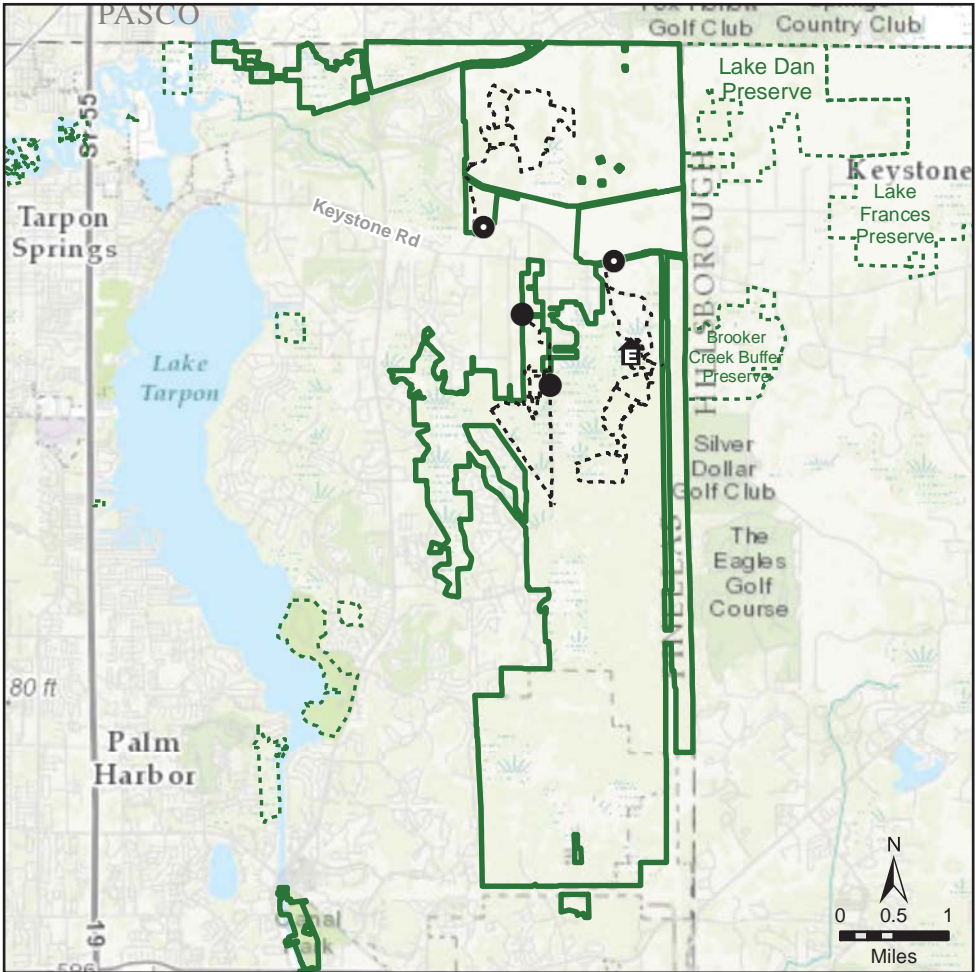 PASCO
Golf Club
Country Club
Lake Dan
Preserve
Keystone
Lake
Frances
Preserve
Tarpon
Springs
Keystone Rd
HILLSBOROUGH
Lake
Tarpon
Brooker
Creek Buffer
Preserve
E
Silver
Dollar
Golf Club
The
Eagles
Golf
Course
PINELLAS
80 ft
Palm
Harbor
N
0 0.5 1
Miles
19
586